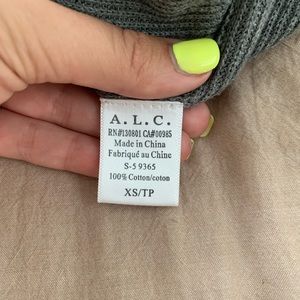 A.L.C.
RN#130801 CA#00985
Made in China
Fabriqué au Chine
S-5 9365
100% Cotton/coton
XS/TP